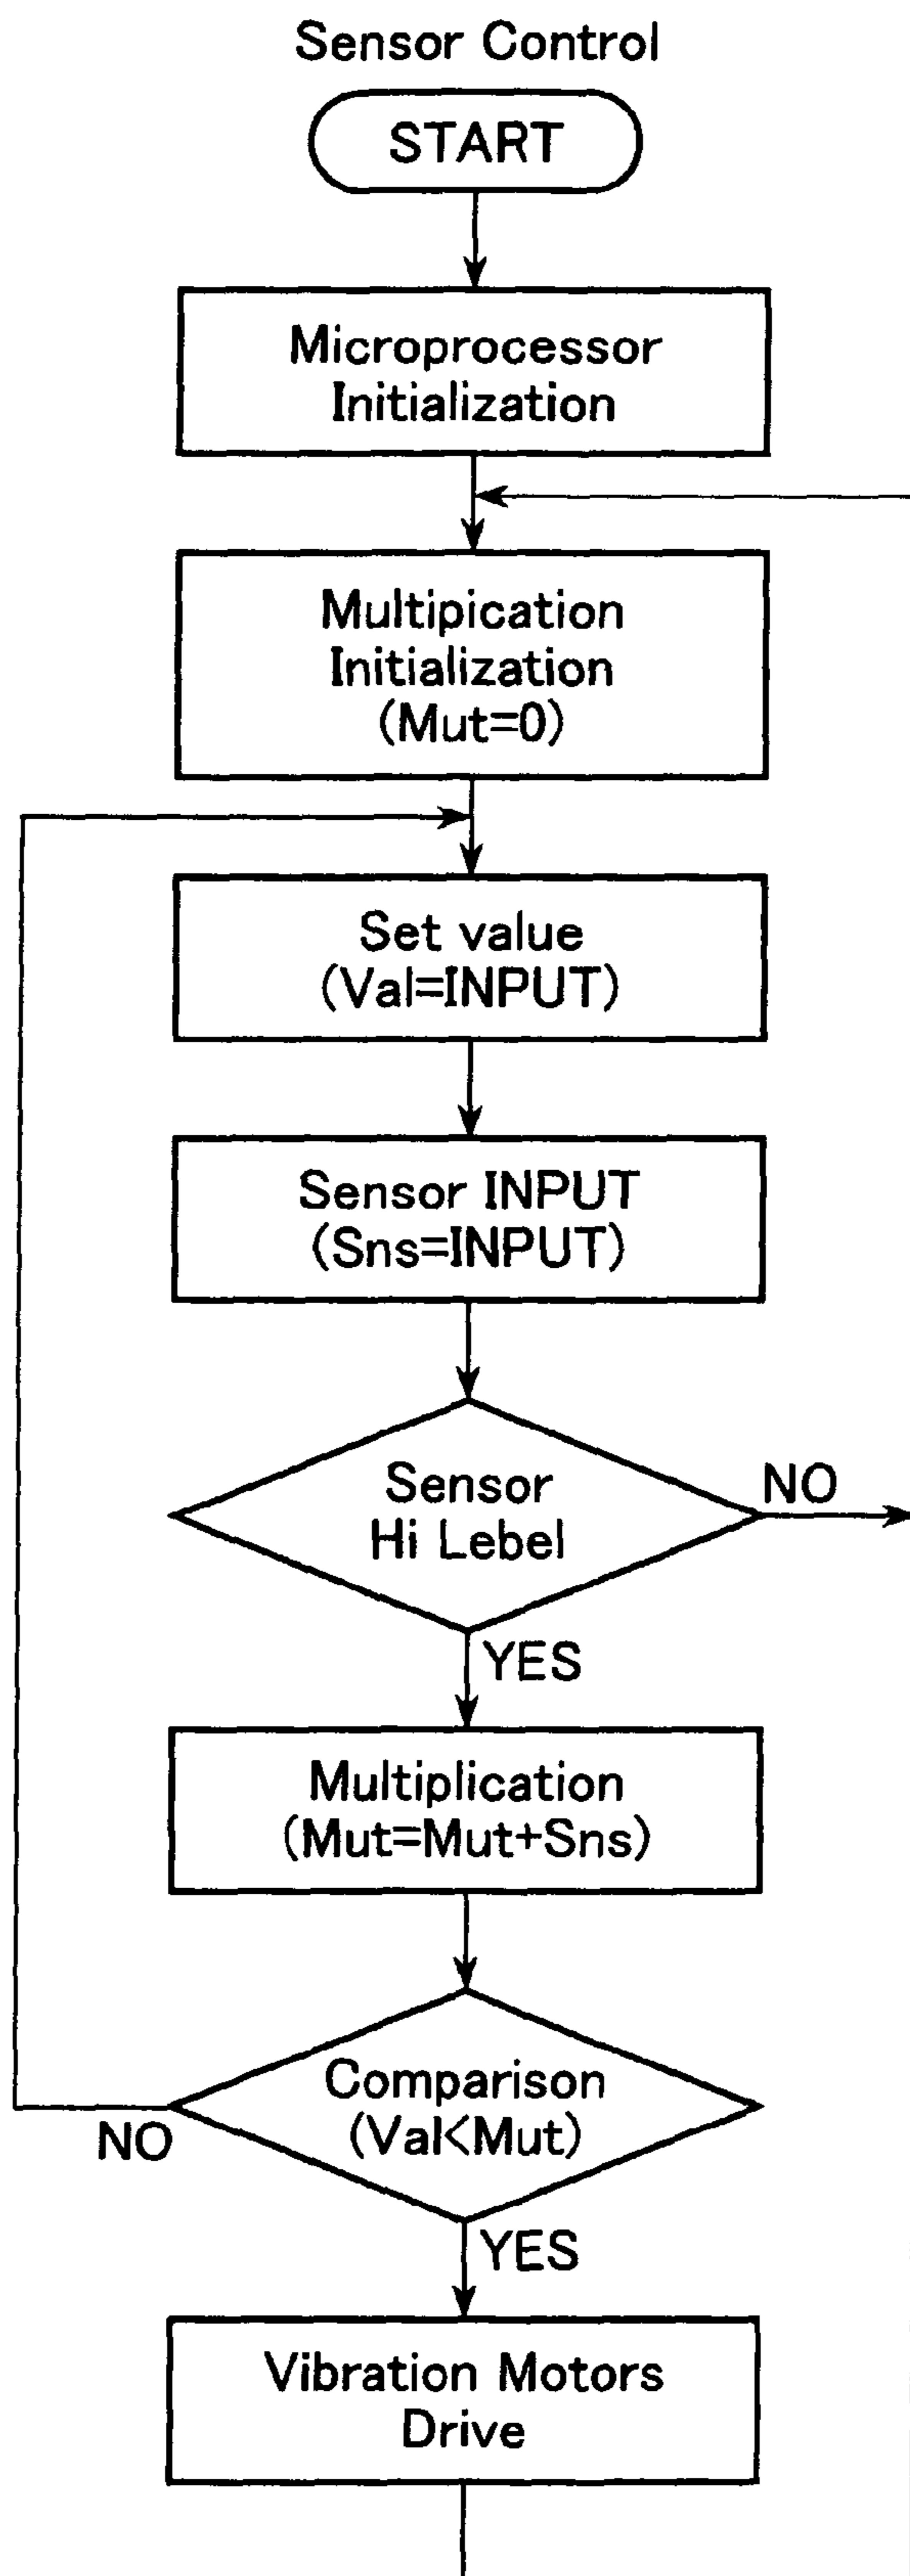 Sensor Control
START
Microprocessor
Initialization
Multipication
Initialization
(Mut=0)
Set value
(Val=INPUT)
Sensor INPUT
(Sns=INPUT)
Sensor
Hi Lebel
NO
YES
Multiplication
(Mut=Mut+Sns)
Comparison
(Val<Mut)
NO
YES
Vibration Motors
Drive